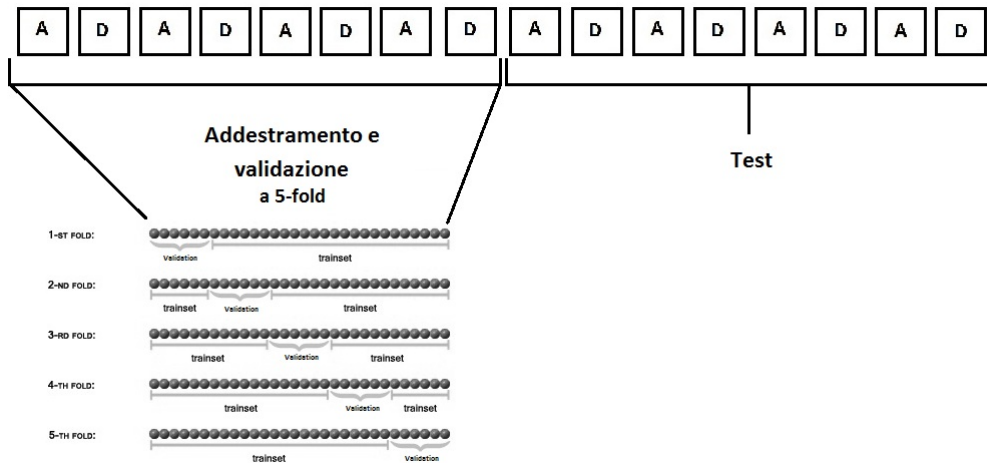 A D A D A D A D A D A D A D A D
Addestramento e
validazione
a 5-fold
Test
1-ST FOLD:
Validation
trainset
2-ND FOLD:
trainset
Validation
trainset
3-RD FOLD:
trainset
Validation
trainset
4-TH FOLD:
trainset
Validation
trainset
5-TH FOLD:
trainset
Validation